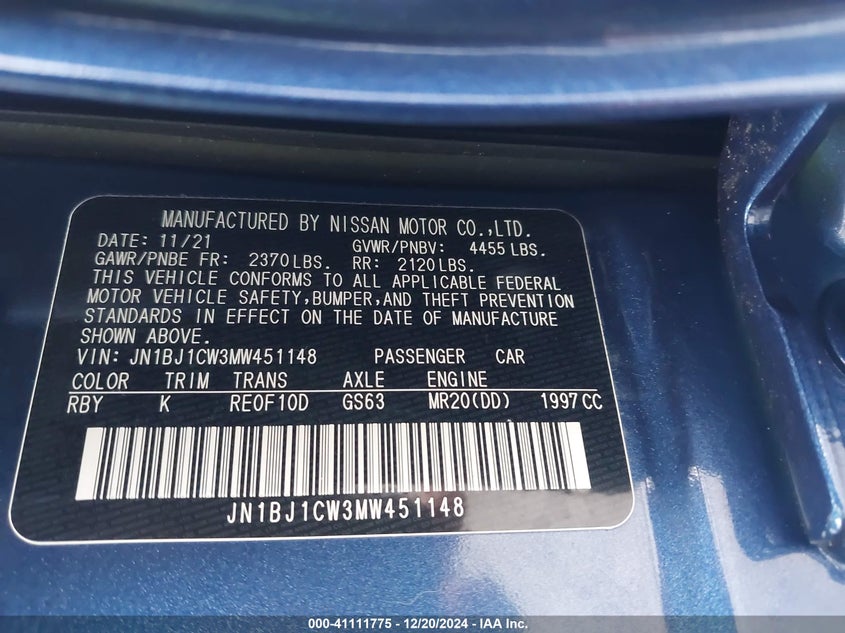 MANUFACTURED BY NISSAN MOTOR CO.,LTD.
DATE: 11/21 GVWR/PNBV: 4455 LBS.
GAWR/PNBE FR: 2370 LBS. RR: 2120 LBS.
THIS VEHICLE CONFORMS TO ALL APPLICABLE FEDERAL
MOTOR VEHICLE SAFETY, BUMPER, AND THEFT PREVENTION
STANDARDS IN EFFECT ON THE DATE OF MANUFACTURE
SHOWN ABOVE.
VIN: JN1BJ1CW3MW451148 PASSENGER CAR
COLOR TRIM TRANS AXLE ENGINE
RBY K RE0F10D GS63 MR20(DD) 1997 CC
JN1BJ1CW3MW451148
000-41111775 - 12/20/2024 - IAA Inc.